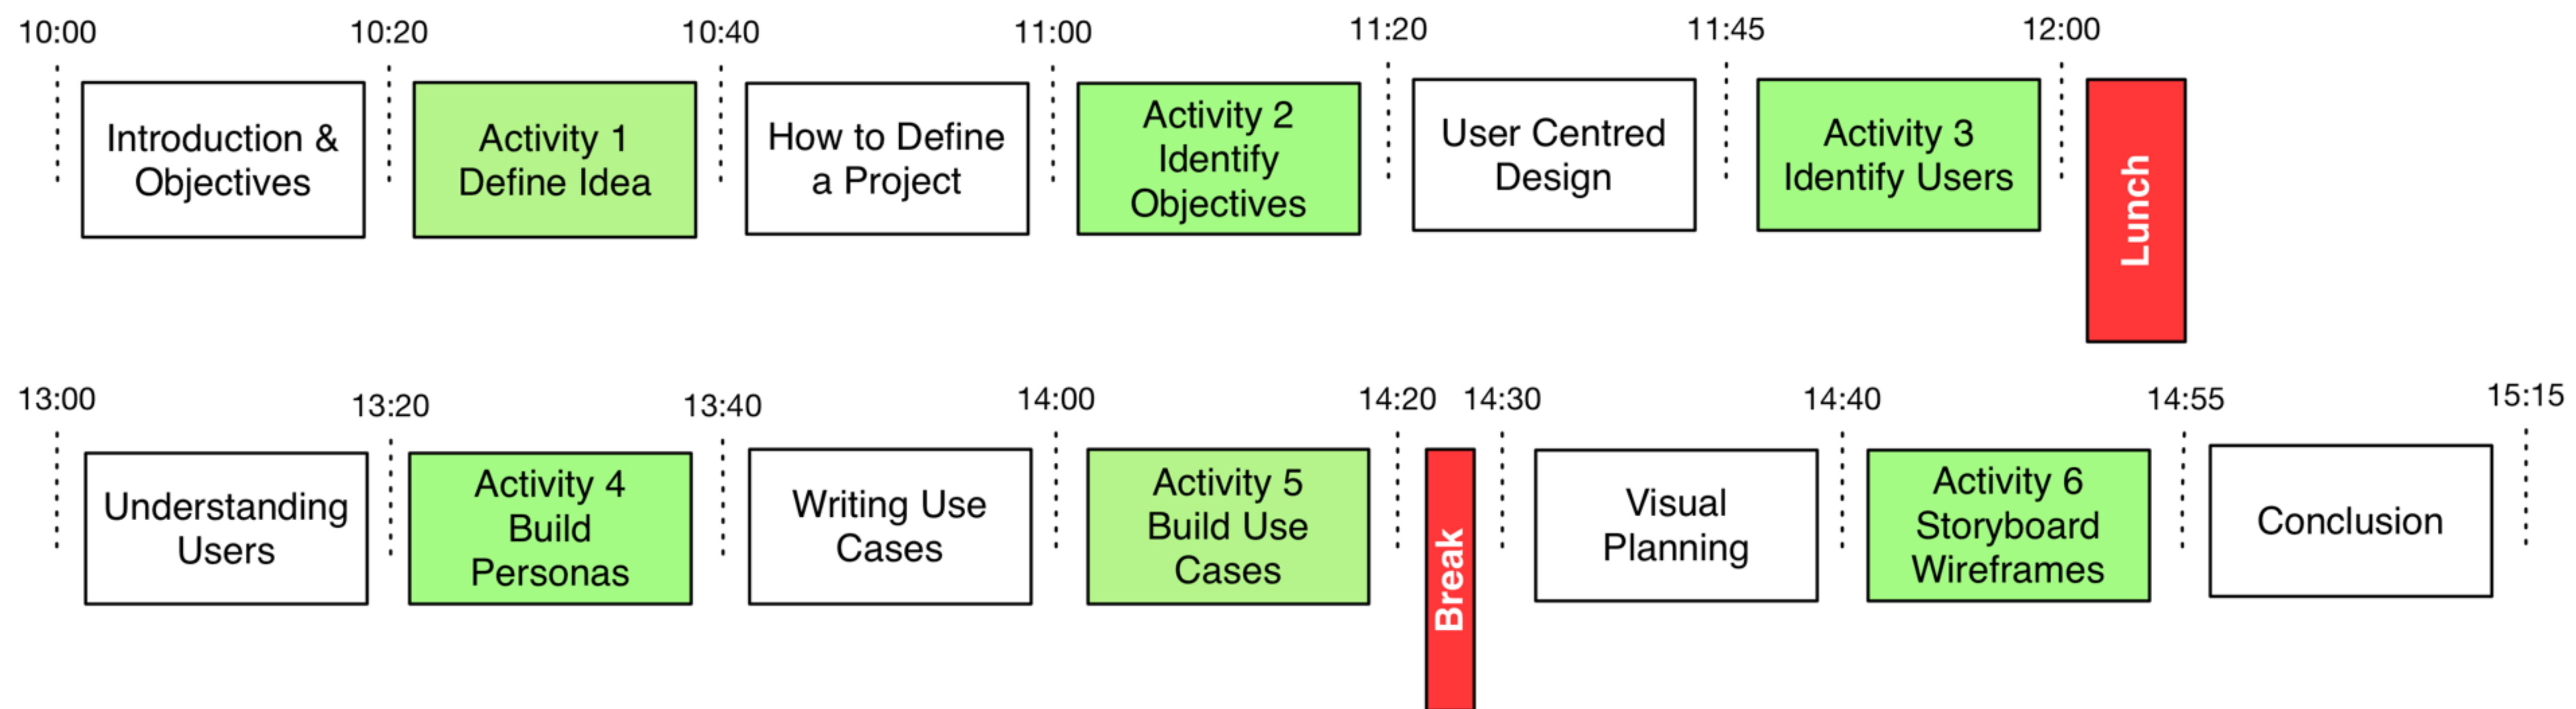 10:00 10:20 10:40 11:00 11:20 11:45 12:00
Introduction &
Objectives
Activity 1
Define Idea
How to Define
a Project
Activity 2
Identify
Objectives
User Centred
Design
Activity 3
Identify Users
Lunch
13:00 13:20 13:40 14:00 14:20 14:30 14:40 14:55 15:15
Understanding
Users
Activity 4
Build
Personas
Writing Use
Cases
Activity 5
Build Use
Cases
Break
Visual
Planning
Activity 6
Storyboard
Wireframes
Conclusion